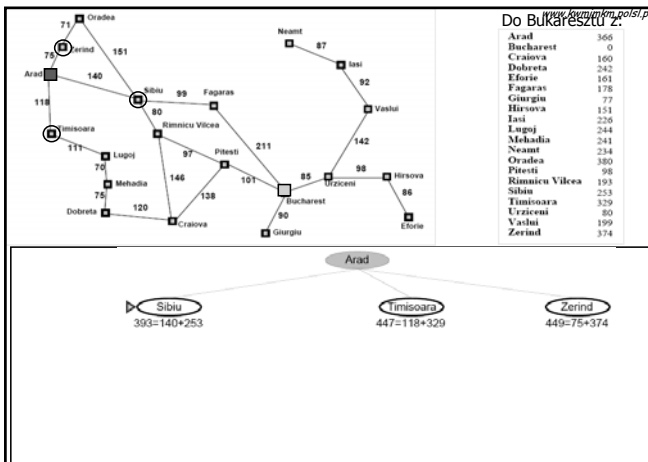 www.kwmimkm.polsl.pl
Do Bukaresztu z:
Oradea
71
Zerind
75
151
Arad
140
118
Sibiu
99
Fagaras
80
Rimnicu Vilcea
Timisoara
111
Lugoj
70
Mehadia
75
Dobreta
120
Craiova
146
97
Pitesti
138
101
211
Bucharest
90
Giurgiu
85
Urziceni
98
Hirsova
86
Eforie
142
Vaslui
92
Iasi
87
Neamt
Arad 366
Bucharest 0
Craiova 160
Dobreta 242
Eforie 161
Fagaras 178
Giurgiu 77
Hirsova 151
Iasi 226
Lugoj 244
Mehadia 241
Neamt 234
Oradea 380
Pitesti 98
Rimnicu Vilcea 193
Sibiu 253
Timisoara 329
Urziceni 80
Vaslui 199
Zerind 374
Arad
Sibiu
393=140+253
Timisoara
447=118+329
Zerind
449=75+374